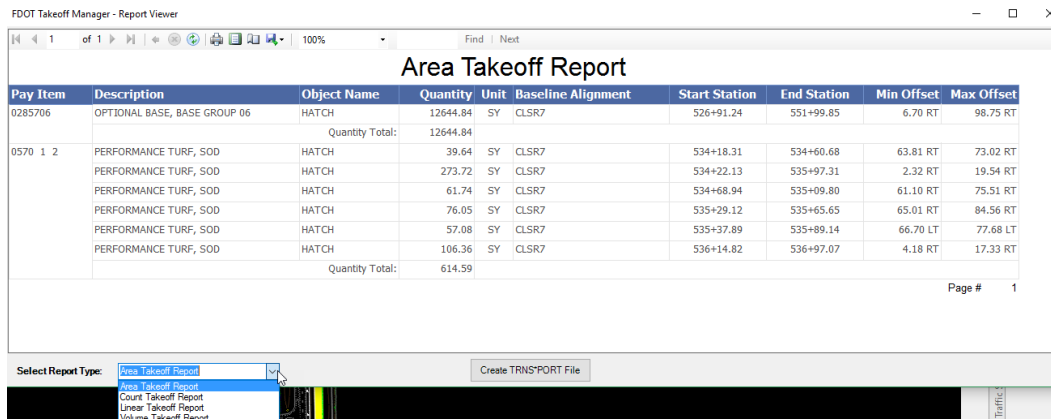 FDOT Takeoff Manager - Report Viewer
1 of 1 100% Find | Next
Area Takeoff Report
Pay Item Description Object Name Quantity Unit Baseline Alignment Start Station End Station Min Offset Max Offset
0285706 OPTIONAL BASE, BASE GROUP 06 HATCH 12644.84 SY CLSR7 526+91.24 551+99.85 6.70 RT 98.75 RT
Quantity Total: 12644.84
0570 1 2 PERFORMANCE TURF, SOD HATCH 39.64 SY CLSR7 534+18.31 534+60.68 63.81 RT 73.02 RT
PERFORMANCE TURF, SOD HATCH 273.72 SY CLSR7 534+22.13 535+97.31 2.32 RT 19.54 RT
PERFORMANCE TURF, SOD HATCH 61.74 SY CLSR7 534+68.94 535+09.80 61.10 RT 75.51 RT
PERFORMANCE TURF, SOD HATCH 76.05 SY CLSR7 535+29.12 535+65.65 65.01 RT 84.56 RT
PERFORMANCE TURF, SOD HATCH 57.08 SY CLSR7 535+37.89 535+89.14 66.70 LT 77.68 LT
PERFORMANCE TURF, SOD HATCH 106.36 SY CLSR7 536+14.82 536+97.07 4.18 RT 17.33 RT
Quantity Total: 614.59
Page # 1
Select Report Type: Area Takeoff Report Create TRNS*PORT File
Area Takeoff Report
Count Takeoff Report
Linear Takeoff Report
Volume Takeoff Report
Traffic